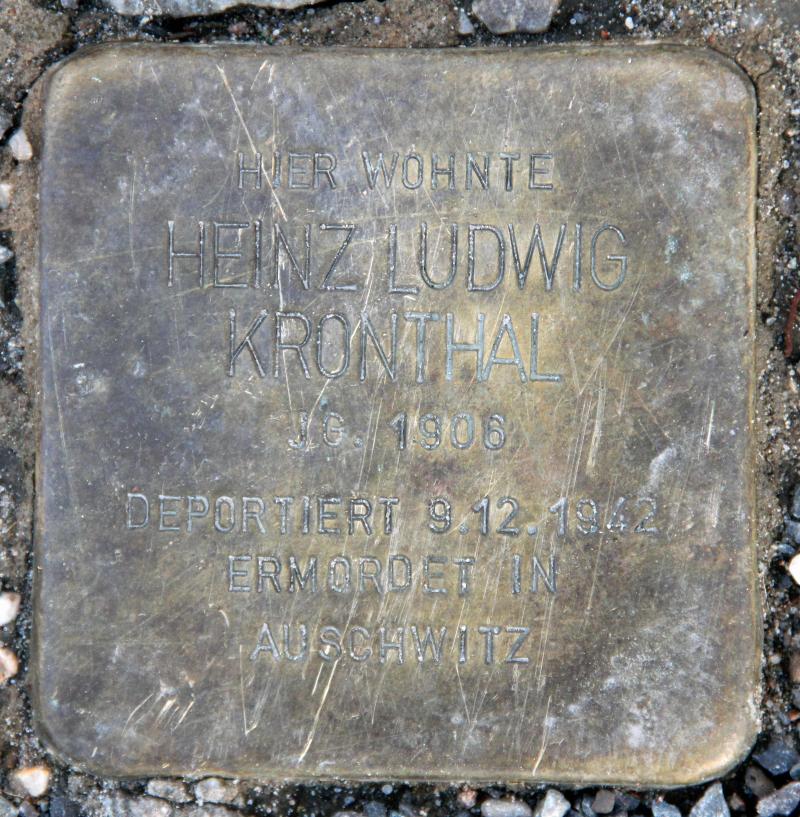 HIER WOHNTE
HEINZ LUDWIG
KRONTHAL
JG. 1906
DEPORTIERT 9.12.1942
ERMORDET IN
AUSCHWITZ